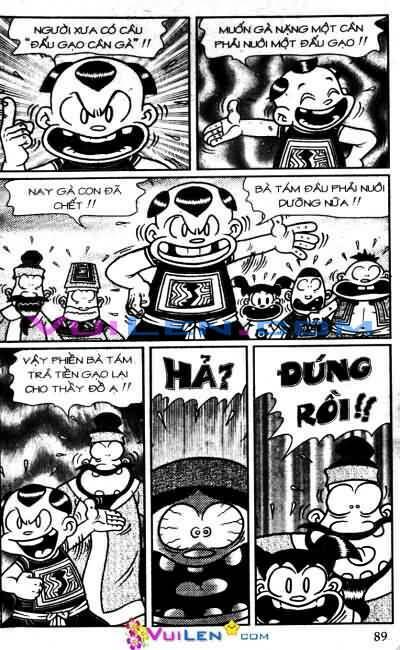 NGƯỜI XƯA CÓ CÂU
"ĐẤU GẠO CÂN GÀ" !!
MUỐN GÀ NẶNG MỘT CÂN
PHẢI NUÔI MỘT ĐẤU GẠO !!
NAY GÀ CON ĐÃ
CHẾT !!
BÀ TÁM ĐÂU PHẢI NUÔI
DƯỠNG NỮA !!
VUILEN.COM
VẬY PHIỀN BÀ TÁM
TRẢ TIỀN GẠO LẠI
CHO THẦY ĐỒ Ạ !!
HẢ?
ĐÚNG
RỒI!!
89
VUILEN.COM